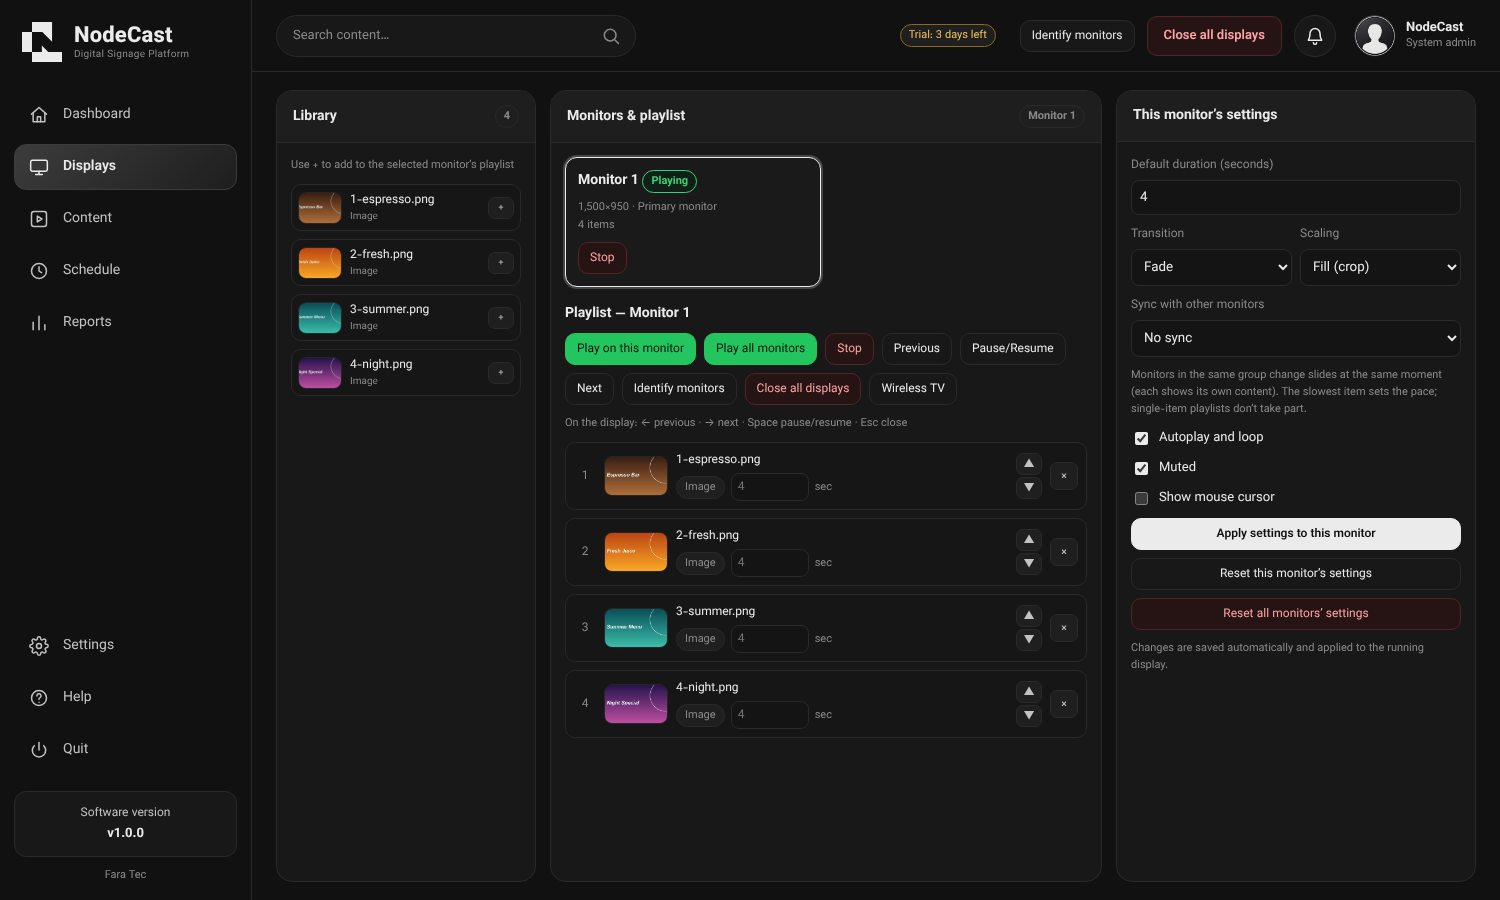 NodeCast
Digital Signage Platform
Dashboard
Displays
Content
Schedule
Reports
Settings
Help
Quit
Software version
v1.0.0
Fara Tec
Search content...
Trial: 3 days left
Identify monitors
Close all displays
NodeCast
System admin
Library
4
Use + to add to the selected monitor's playlist
1-espresso.png
Image
+
2-fresh.png
Image
+
3-summer.png
Image
+
4-night.png
Image
+
Monitors & playlist
Monitor 1
Monitor 1 Playing
1,500×950 · Primary monitor
4 items
Stop
Playlist — Monitor 1
Play on this monitor
Play all monitors
Stop
Previous
Pause/Resume
Next
Identify monitors
Close all displays
Wireless TV
On the display: ← previous · → next · Space pause/resume · Esc close
1
Espresso Bar
1-espresso.png
Image
4
sec
▲
▼
×
2
Fresh Juice
2-fresh.png
Image
4
sec
▲
▼
×
3
Summer Menu
3-summer.png
Image
4
sec
▲
▼
×
4
Night Special
4-night.png
Image
4
sec
▲
▼
×
This monitor's settings
Default duration (seconds)
4
Transition
Scaling
Fade
Fill (crop)
Sync with other monitors
No sync
Monitors in the same group change slides at the same moment
(each shows its own content). The slowest item sets the pace;
single-item playlists don't take part.
Autoplay and loop
Muted
Show mouse cursor
Apply settings to this monitor
Reset this monitor's settings
Reset all monitors' settings
Changes are saved automatically and applied to the running
display.